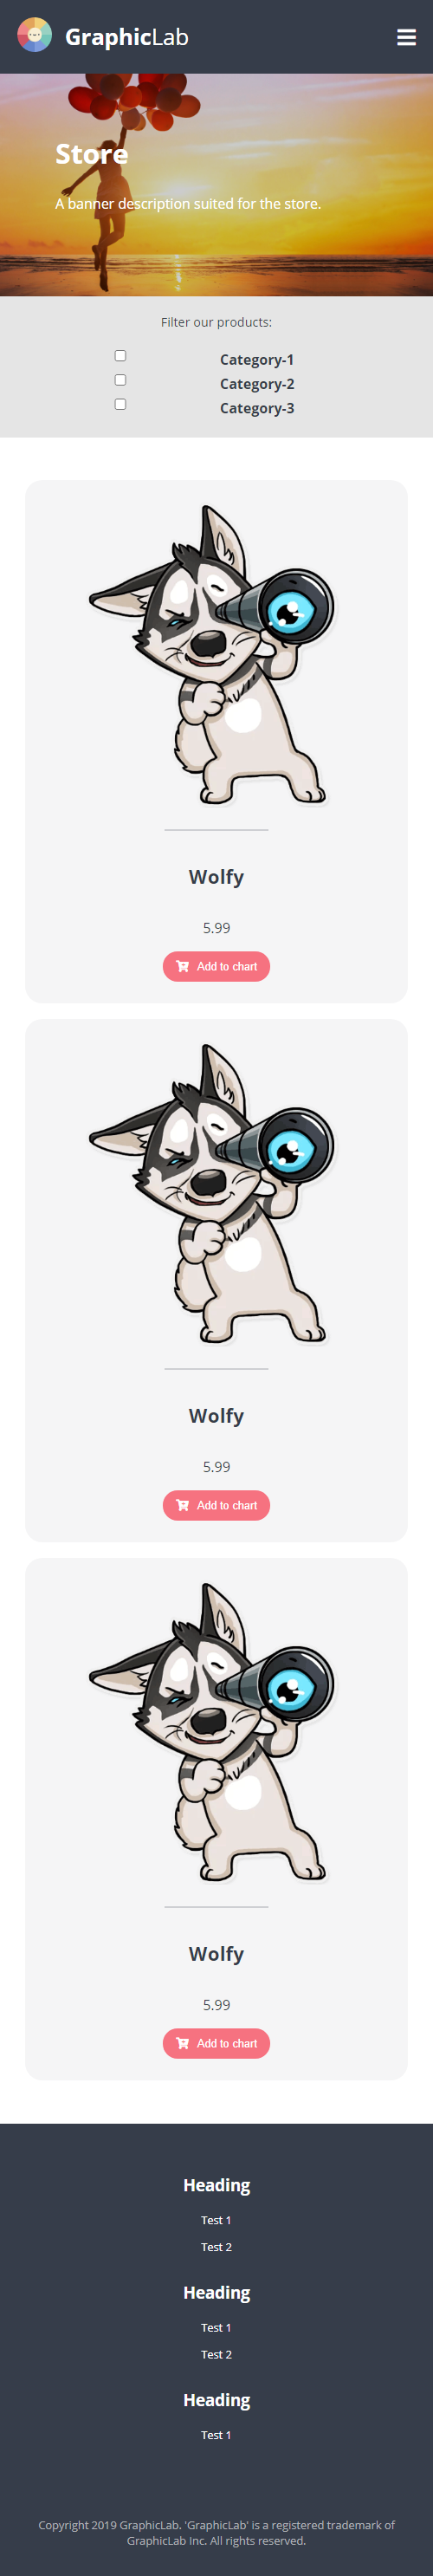 GraphicLab
Store
A banner description suited for the store.
Filter our products:
Category-1
Category-2
Category-3
Wolfy
5.99
Add to chart
Wolfy
5.99
Add to chart
Wolfy
5.99
Add to chart
Heading
Test 1
Test 2
Heading
Test 1
Test 2
Heading
Test 1
Copyright 2019 GraphicLab. 'GraphicLab' is a registered trademark of
GraphicLab Inc. All rights reserved.